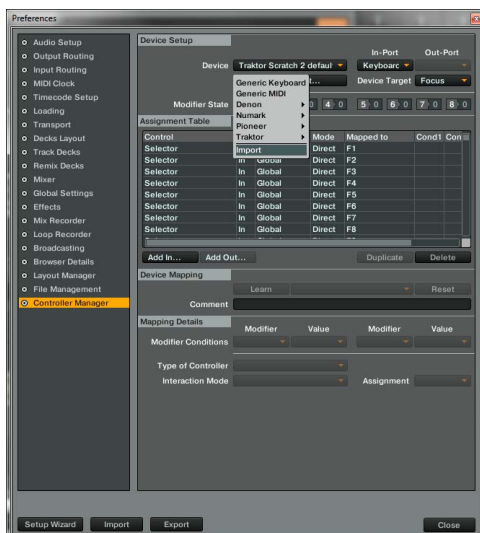 Preferences
Audio Setup
Output Routing
Input Routing
MIDI Clock
Timecode Setup
Loading
Transport
Decks Layout
Track Decks
Remix Decks
Mixer
Global Settings
Effects
Mix Recorder
Loop Recorder
Broadcasting
Browser Details
Layout Manager
File Management
Controller Manager
Device Setup
In-Port Out-Port
Device Traktor Scratch 2 default Keyboard
Device Target Focus
Generic Keyboard
Generic MIDI
Denon
Numark
Pioneer
Traktor
Import
Modifier State 0 4 0 5 0 6 0 7 0 8 0
Assignment Table
Control Mode Mapped to Cond1
Selector Direct F1
Selector In Global Direct F2
Selector In Global Direct F3
Selector In Global Direct F4
Selector In Global Direct F5
Selector In Global Direct F6
Selector In Global Direct F7
Selector In Global Direct F8
Add In... Add Out... Duplicate Delete
Device Mapping
Learn Reset
Comment
Mapping Details
Modifier Value Modifier Value
Modifier Conditions
Type of Controller
Interaction Mode Assignment
Setup Wizard Import Export Close